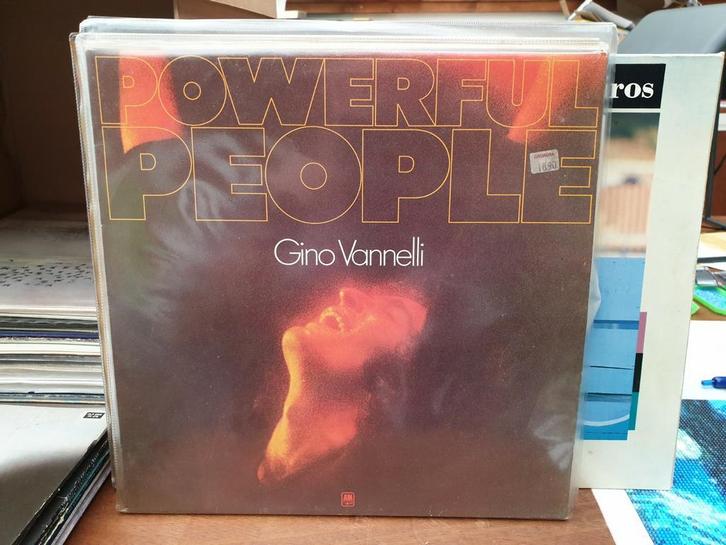 POWERFUL
PEOPLE
Gino Vannelli
ros
A&M